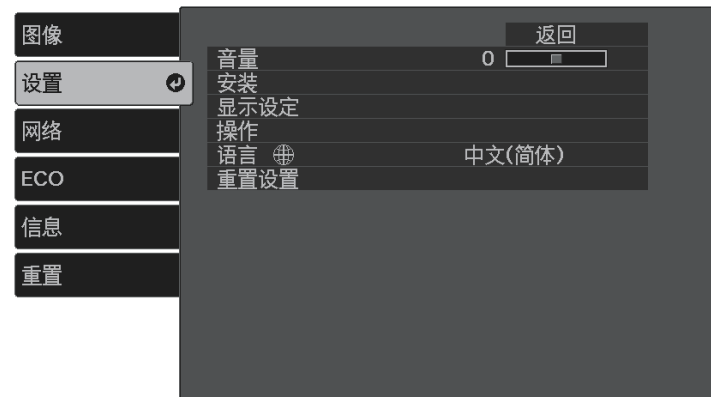 图像
设置
网络
ECO
信息
重置
返回
音量 0
安装
显示设定
操作
语言 中文(简体)
重置设置